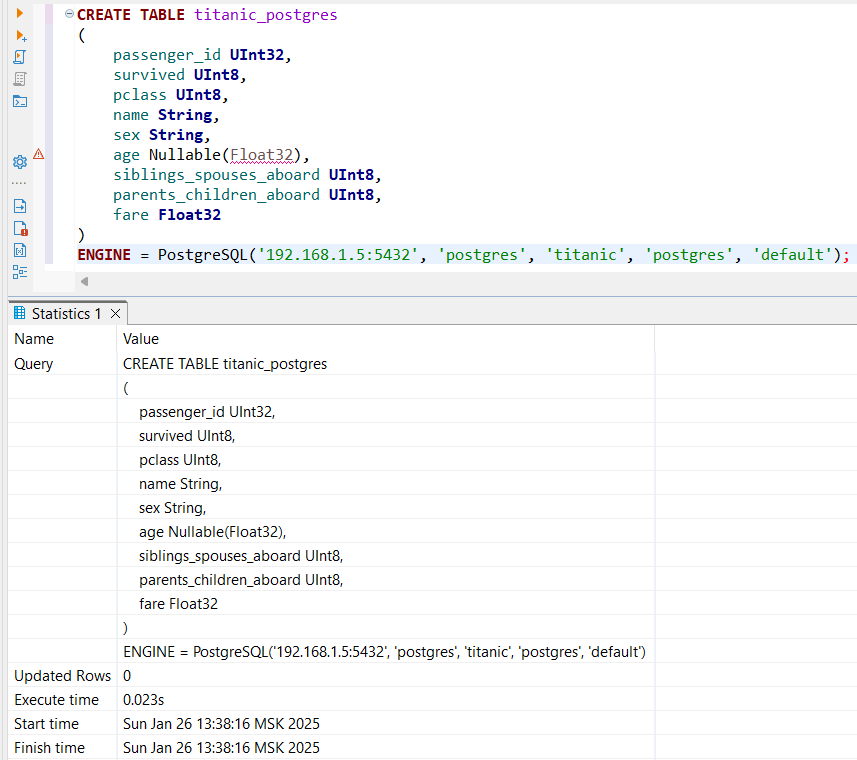 CREATE TABLE titanic_postgres
(
passenger_id UInt32,
survived UInt8,
pclass UInt8,
name String,
sex String,
age Nullable(Float32),
siblings_spouses_aboard UInt8,
parents_children_aboard UInt8,
fare Float32
)
ENGINE = PostgreSQL('192.168.1.5:5432', 'postgres', 'titanic', 'postgres', 'default');
Statistics 1
Name Value
Query CREATE TABLE titanic_postgres
(
passenger_id UInt32,
survived UInt8,
pclass UInt8,
name String,
sex String,
age Nullable(Float32),
siblings_spouses_aboard UInt8,
parents_children_aboard UInt8,
fare Float32
)
ENGINE = PostgreSQL('192.168.1.5:5432', 'postgres', 'titanic', 'postgres', 'default')
Updated Rows 0
Execute time 0.023s
Start time Sun Jan 26 13:38:16 MSK 2025
Finish time Sun Jan 26 13:38:16 MSK 2025